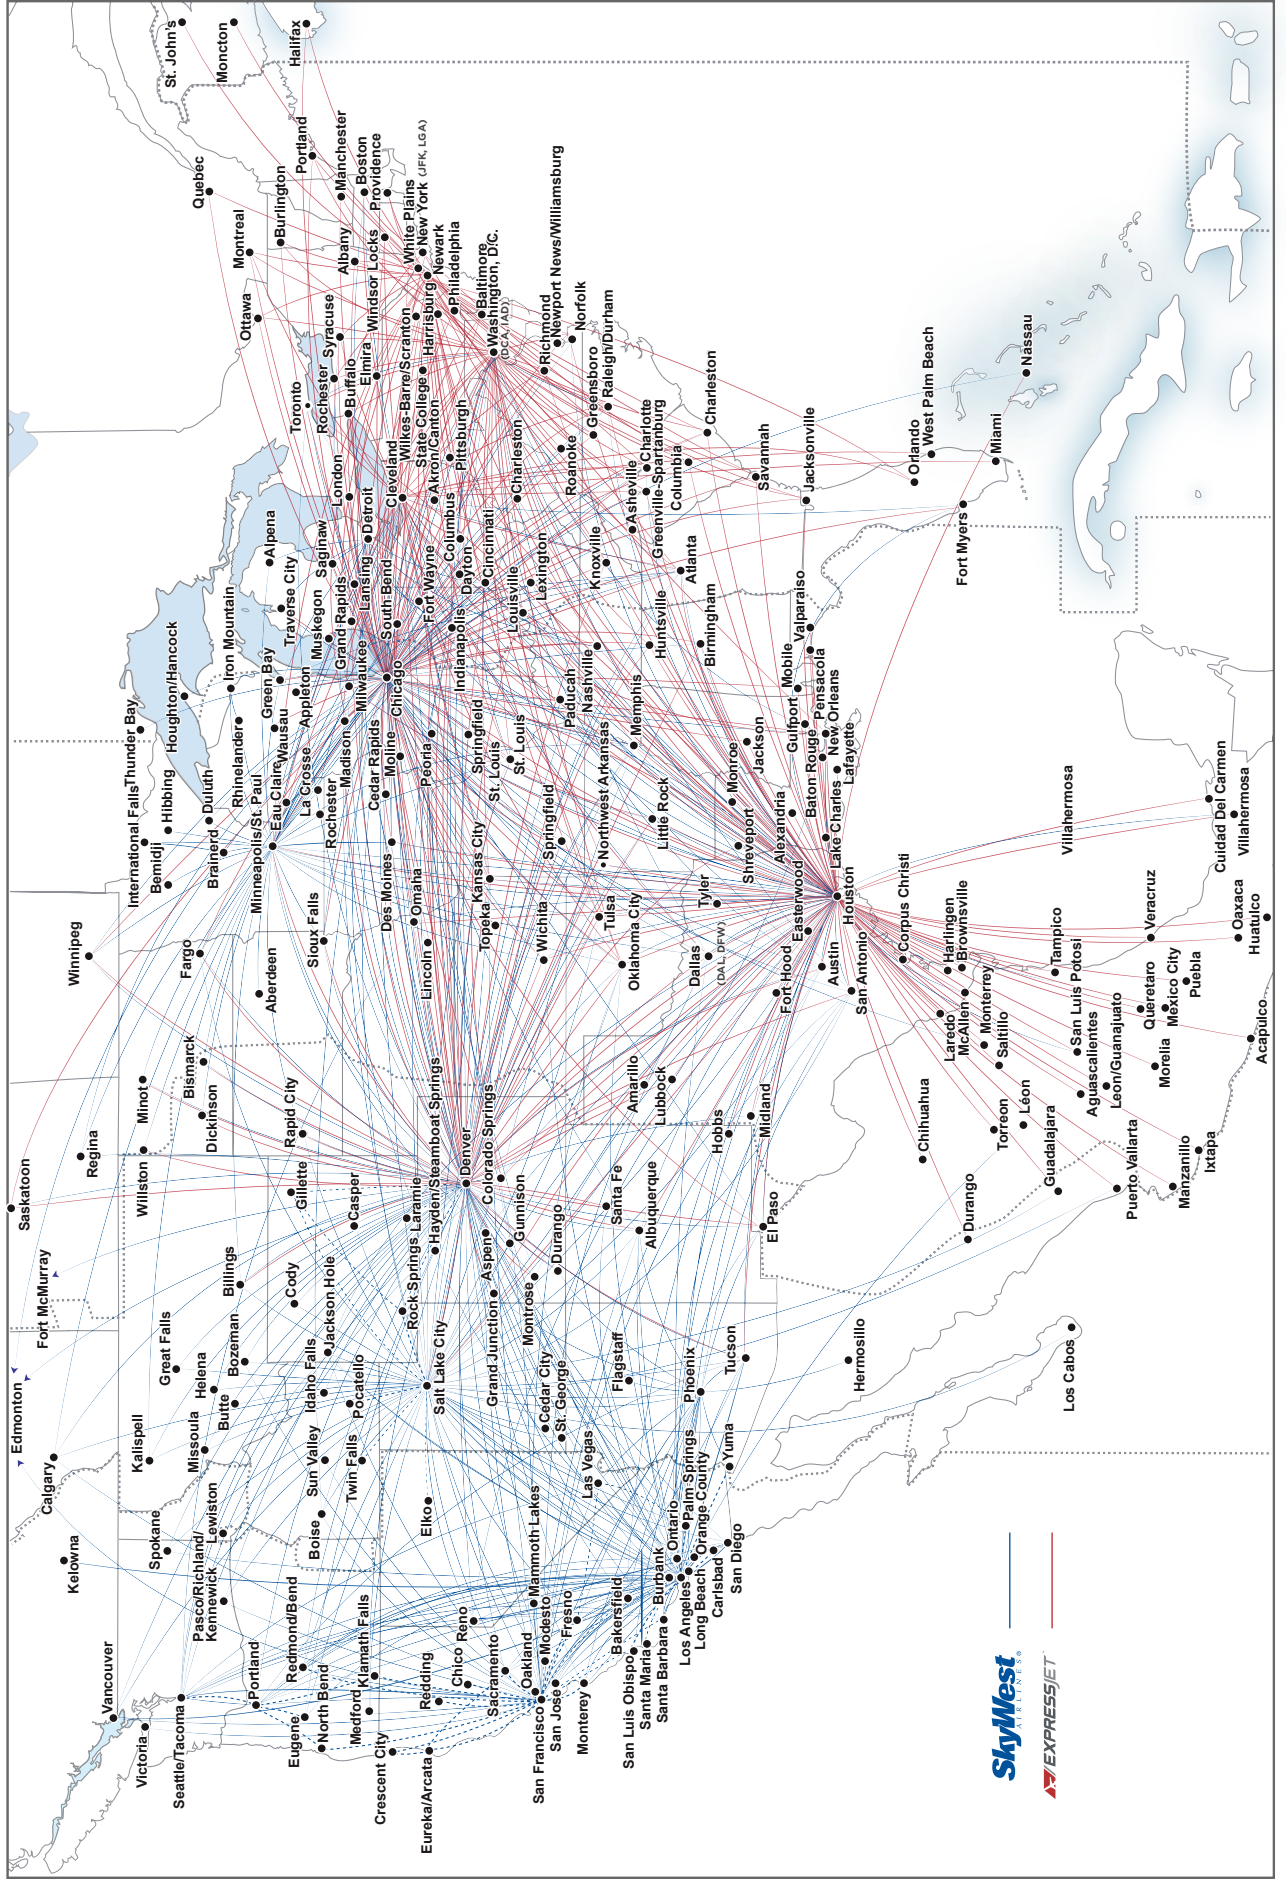 St. John's
Moncton
Halifax
Quebec
Portland
Manchester
Boston
Providence
Burlington
Montreal
Albany
Windsor Locks
White Plains
New York (JFK, LGA)
Newark
Philadelphia
Baltimore
Washington, D.C.
(DCA, IAD)
Harrisburg
Wilkes-Barre/Scranton
State College
Ottawa
Syracuse
Elmira
Rochester
Buffalo
Toronto
Richmond
Newport News/Williamsburg
Norfolk
Raleigh/Durham
Greensboro
Roanoke
Charlotte
Greenville-Spartanburg
Columbia
Asheville
Charleston
Savannah
Jacksonville
Orlando
West Palm Beach
Miami
Nassau
Fort Myers
Akron/Canton
Pittsburgh
Charleston
Cleveland
London
Detroit
Columbus
Cincinnati
Dayton
Lexington
Louisville
Knoxville
Atlanta
Alpena
Saginaw
Lansing
Traverse City
Muskegon
Grand Rapids
South Bend
Fort Wayne
Indianapolis
Huntsville
Birmingham
Valparaiso
Pensacola
Mobile
Gulfport
New Orleans
Baton Rouge
Lafayette
Lake Charles
Iron Mountain
Houghton/Hancock
Green Bay
Appleton
Milwaukee
Chicago
Thunder Bay
Rhinelander
Wausau
Eau Claire
La Crosse
Madison
Rochester
Cedar Rapids
Moline
Peoria
Springfield
St. Louis
St. Louis
Paducah
Nashville
Memphis
Jackson
Monroe
International Falls
Hibbing
Duluth
Bemidji
Brainerd
Minneapolis/St. Paul
Des Moines
Omaha
Kansas City
Topeka
Springfield
Northwest Arkansas
Little Rock
Shreveport
Alexandria
Tyler
Easterwood
Houston
Winnipeg
Fargo
Aberdeen
Sioux Falls
Lincoln
Wichita
Tulsa
Oklahoma City
Dallas
(DAL, DFW)
Fort Hood
Austin
San Antonio
Corpus Christi
Harlingen
Brownsville
McAllen
Laredo
Monterrey
Saltillo
Tampico
San Luis Potosi
Aguascalientes
Leon/Guanajuato
Queretaro
Mexico City
Puebla
Veracruz
Morelia
Villahermosa
Cuidad Del Carmen
Villahermosa
Oaxaca
Huatulco
Acapulco
Ixtapa
Manzanillo
Puerto Vallarta
Guadalajara
Léon
Torreon
Chihuahua
Durango
Saskatoon
Regina
Minot
Williston
Bismarck
Dickinson
Rapid City
Gillette
Casper
Laramie
Hayden/Steamboat Springs
Denver
Colorado Springs
Gunnison
Aspen
Durango
Montrose
Grand Junction
Santa Fe
Albuquerque
Amarillo
Lubbock
Hobbs
Midland
El Paso
Fort McMurray
Edmonton
Calgary
Kelowna
Billings
Cody
Jackson Hole
Rock Springs
Great Falls
Helena
Bozeman
Butte
Idaho Falls
Pocatello
Salt Lake City
Cedar City
St. George
Flagstaff
Phoenix
Tucson
Hermosillo
Los Cabos
Kalispell
Missoula
Sun Valley
Twin Falls
Boise
Elko
Las Vegas
Yuma
Spokane
Lewiston
Pasco/Richland/
Kennewick
Mammoth Lakes
Palm Springs
Ontario
Orange County
Burbank
Los Angeles
Long Beach
Carlsbad
San Diego
Bakersfield
Vancouver
Victoria
Seattle/Tacoma
Portland
Redmond/Bend
Eugene
North Bend
Medford
Klamath Falls
Crescent City
Eureka/Arcata
Redding
Chico
Reno
Sacramento
Oakland
Modesto
Fresno
San Francisco
San José
Monterey
San Luis Obispo
Santa Maria
Santa Barbara
SkyWest
AIRLINES®
EXPRESSJET